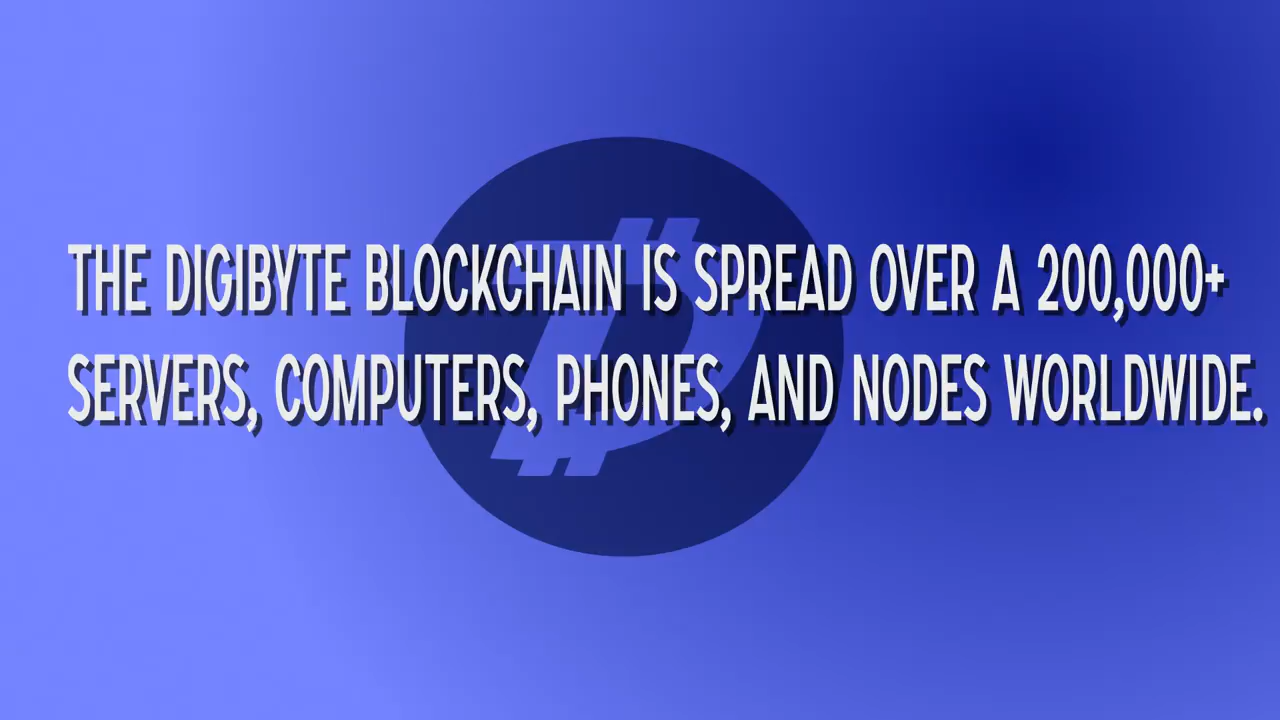 THE DIGIBYTE BLOCKCHAIN IS SPREAD OVER A 200,000+
SERVERS, COMPUTERS, PHONES, AND NODES WORLDWIDE.